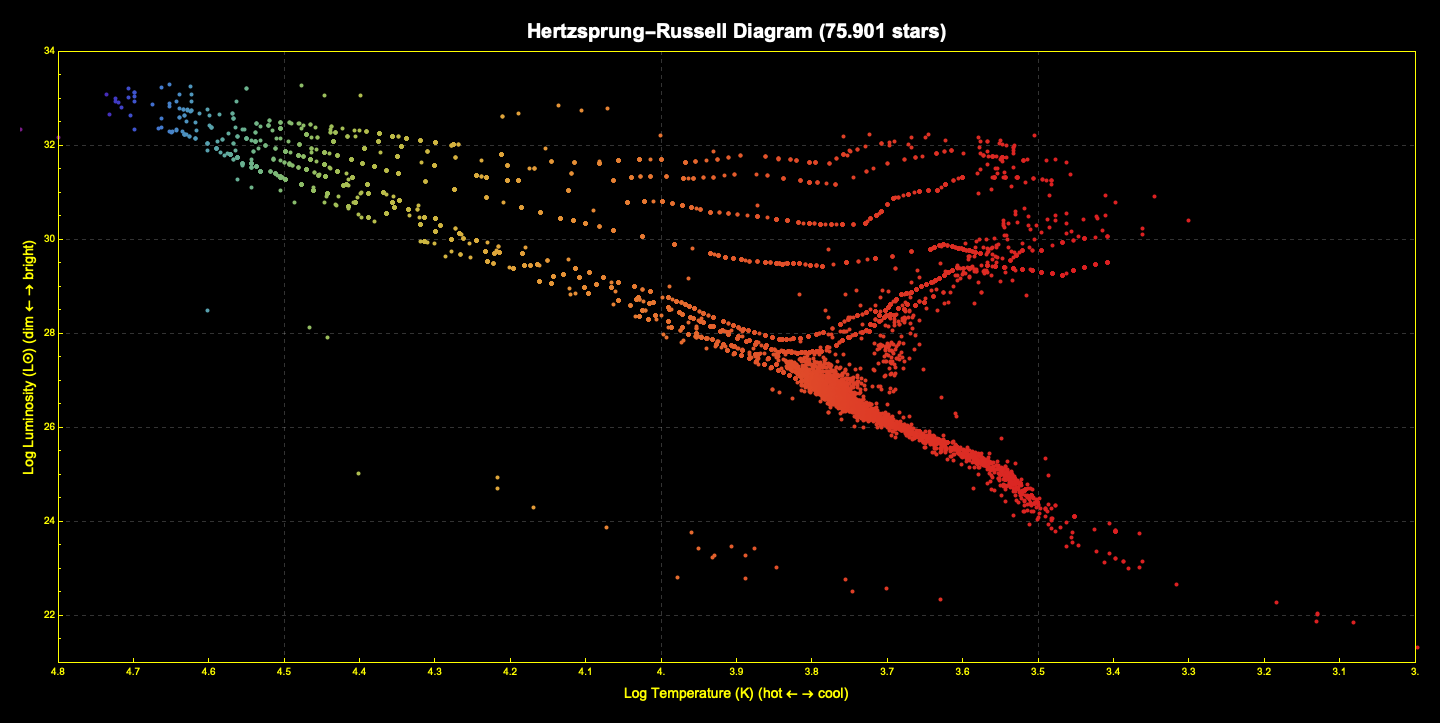 Hertzsprung–Russell Diagram (75.901 stars)
34
32
30
28
26
24
22
Log Luminosity (L⊙) (dim ← → bright)
4.8 4.7 4.6 4.5 4.4 4.3 4.2 4.1 4. 3.9 3.8 3.7 3.6 3.5 3.4 3.3 3.2 3.1 3.
Log Temperature (K) (hot ← → cool)